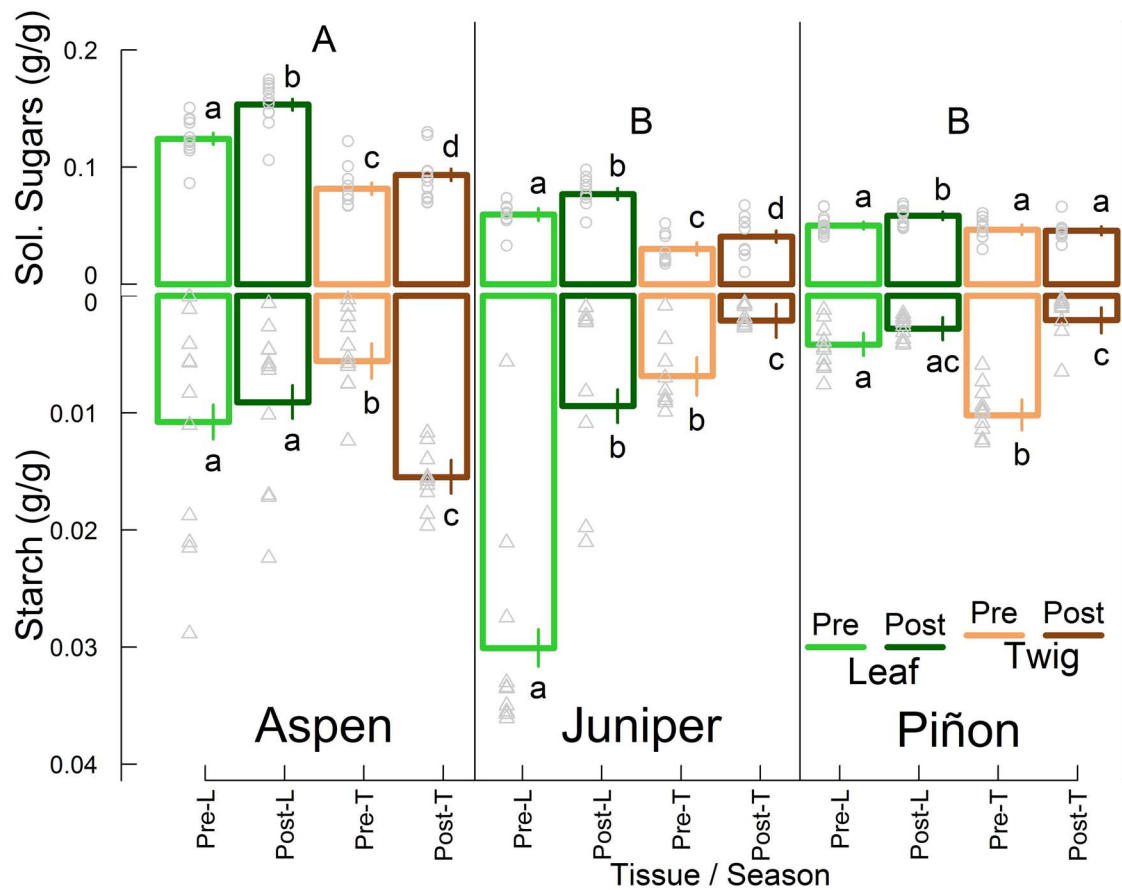 Sol. Sugars (g/g)
Starch (g/g)
0.2
0.1
0
0
0.01
0.02
0.03
0.04
A
a
b
c
d
a
a
b
c
Aspen
B
a
b
c
d
a
b
b
c
Juniper
B
a
b
a
a
a
ac
b
c
Pre Post Pre Post
Leaf Twig
Piñon
Pre-L
Post-L
Pre-T
Post-T
Pre-L
Post-L
Pre-T
Post-T
Pre-L
Post-L
Pre-T
Post-T
Tissue / Season